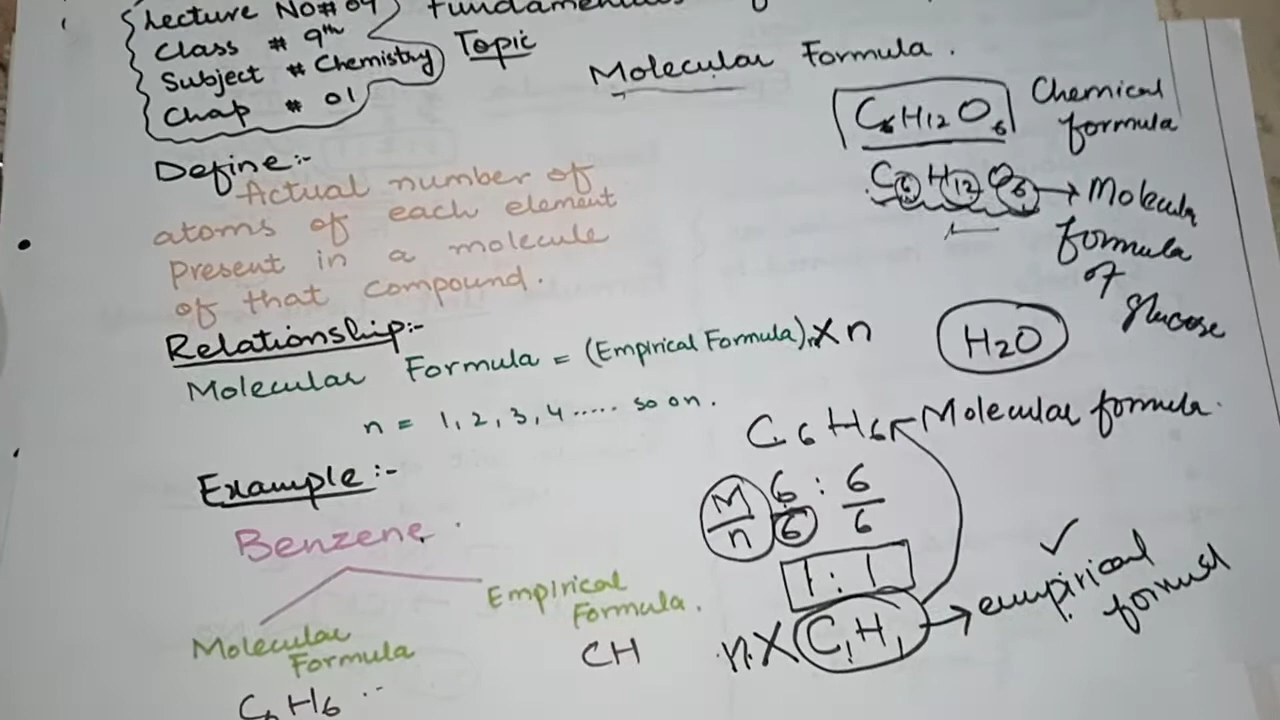 Lecture No# 04
Class # 9th
Subject # Chemistry
Chap # 01
Topic
Molecular Formula.
Define:-
Actual number of
atoms of each element
Present in a molecule
of that compound.
Relationship:-
Molecular Formula = (Empirical Formula)n X n
n = 1, 2, 3, 4 ..... so on.
Example:-
Benzene
Molecular
Formula
C6H6
Empirical
Formula.
CH
C6H12O6
Chemical
formula
C6H12O6 → Molecular
formula
of
glucose
H2O
C6H6 Molecular formula.
M/n 6/6 : 6/6
1 : 1
n X C1H1 → empirical